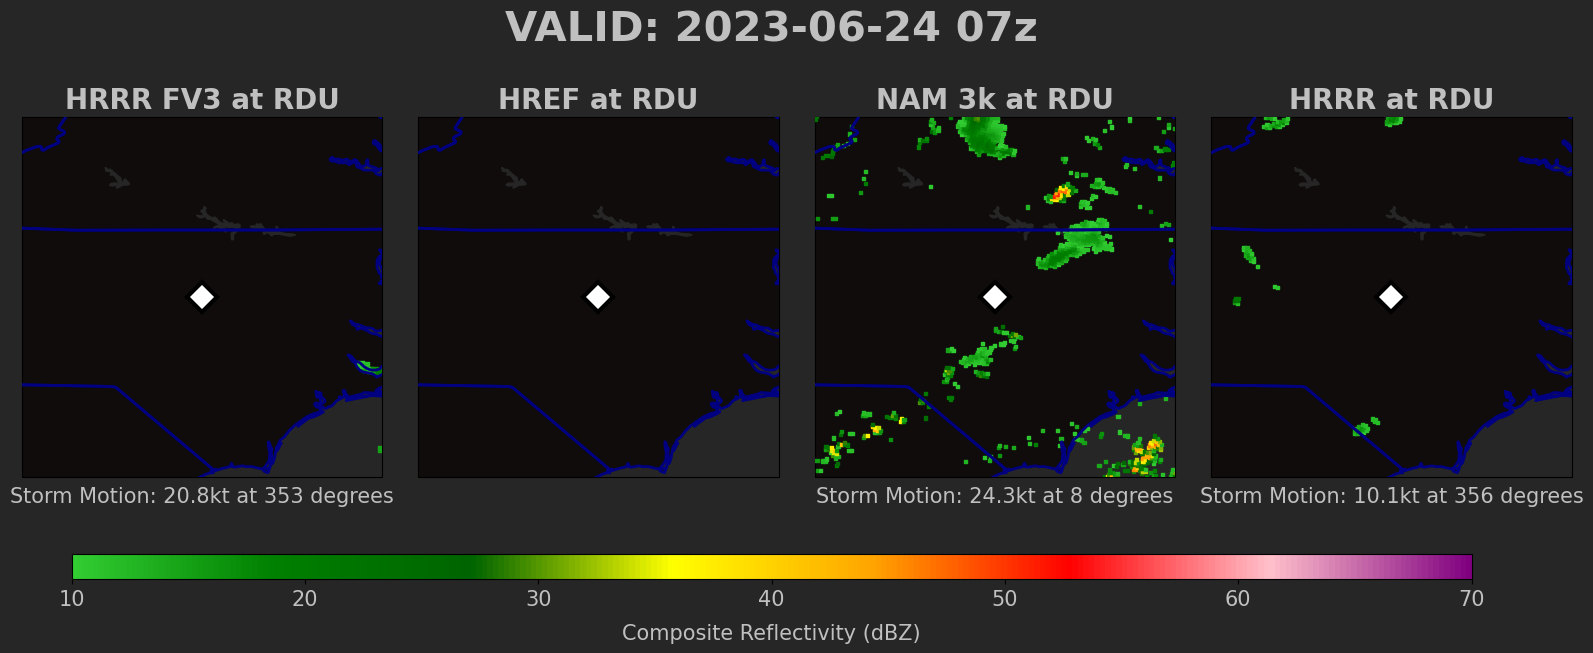 VALID: 2023-06-24 07z
HRRR FV3 at RDU
HREF at RDU
NAM 3k at RDU
HRRR at RDU
Storm Motion: 20.8kt at 353 degrees
Storm Motion: 24.3kt at 8 degrees
Storm Motion: 10.1kt at 356 degrees
10 20 30 40 50 60 70
Composite Reflectivity (dBZ)